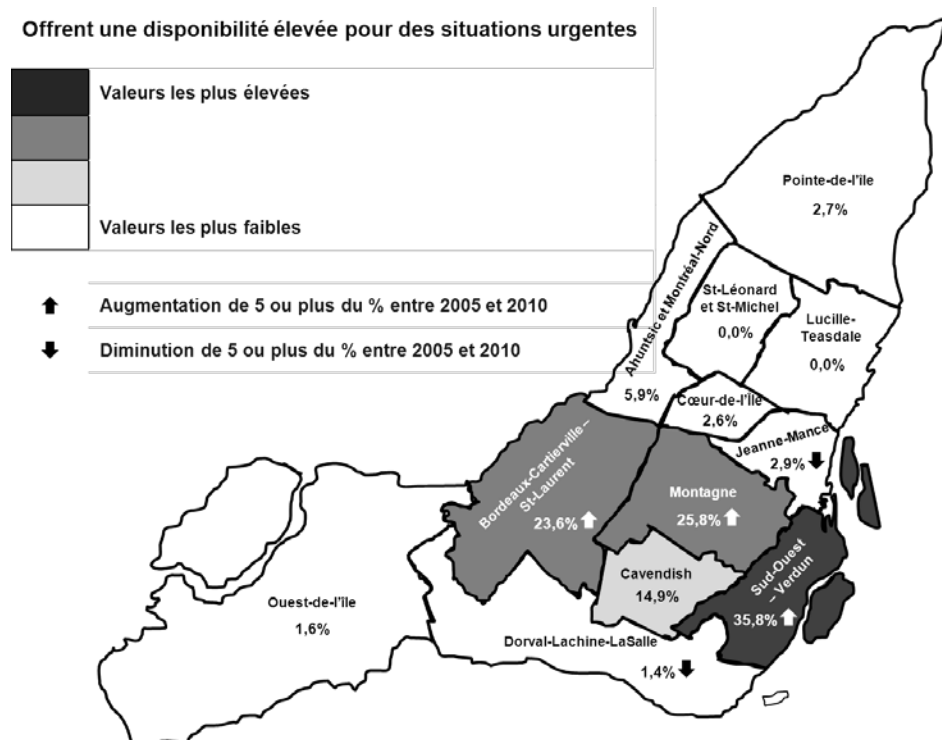 Offrent une disponibilité élevée pour des situations urgentes
Valeurs les plus élevées
Valeurs les plus faibles
Augmentation de 5 ou plus du % entre 2005 et 2010
Diminution de 5 ou plus du % entre 2005 et 2010
Pointe-de-l'île
2,7%
Ahuntsic et Montréal-Nord
5,9%
St-Léonard
et St-Michel
0,0%
Lucille-
Teasdale
0,0%
Cœur-de-l'Île
2,6%
Jeanne-Mance
2,9%
Bordeaux-Cartierville –
St-Laurent
23,6%
Montagne
25,8%
Cavendish
14,9%
Sud-Ouest
– Verdun
35,8%
Ouest-de-l'île
1,6%
Dorval-Lachine-LaSalle
1,4%